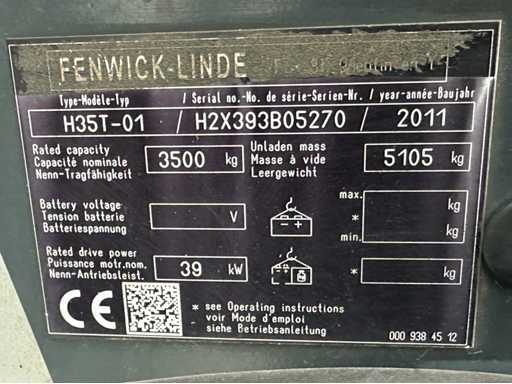 FENWICK-LINDE
Type-Modèle-Typ / Serial no.-No. de série-Serien-Nr. / year-année-Baujahr
H35T-01 / H2X393B05270 / 2011
Rated capacity
Capacité nominale
Nenn-Tragfähigkeit
3500 kg
Unladen mass
Masse à vide
Leergewicht
5105 kg
Battery voltage
Tension batterie
Batteriespannung
V
max. kg
*
min. kg
Rated drive power
Puissance motr.nom.
Nenn-Antriebsleist.
39 kW
* kg
CE
* see Operating instructions
voir Mode d'emploi
siehe Betriebsanleitung
000 938 45 12